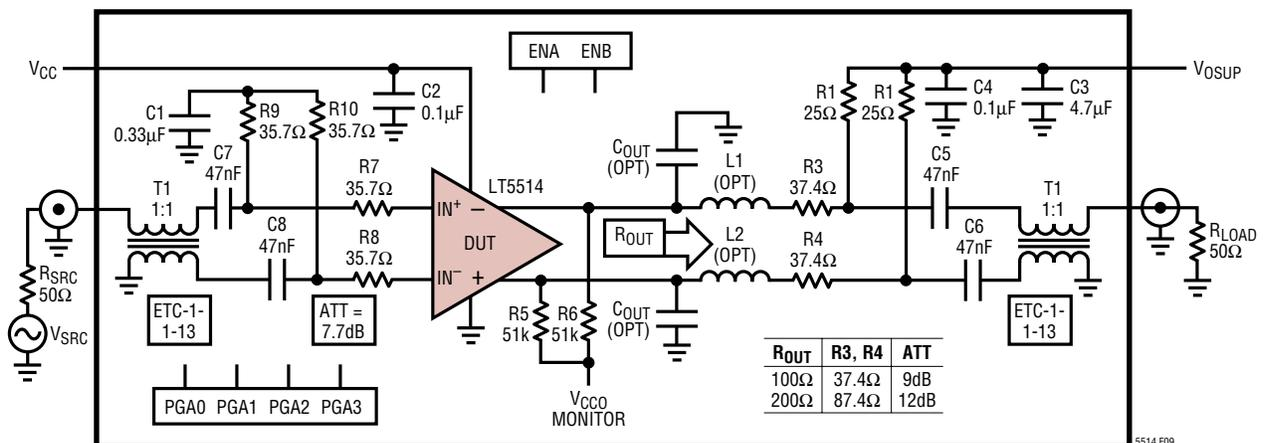 ENA ENB
VCC
VOSUP
C1
0.33µF
R9
35.7Ω
R10
35.7Ω
C2
0.1µF
R1
25Ω
R1
25Ω
C4
0.1µF
C3
4.7µF
C7
47nF
T1
1:1
C8
47nF
R7
35.7Ω
R8
35.7Ω
LT5514
IN+ −
DUT
IN− +
COUT
(OPT)
L1
(OPT)
R3
37.4Ω
ROUT
L2
(OPT)
R4
37.4Ω
C5
47nF
C6
47nF
T1
1:1
RLOAD
50Ω
RSRC
50Ω
VSRC
ETC-1-
1-13
ATT =
7.7dB
R5
51k
R6
51k
COUT
(OPT)
ETC-1-
1-13
VCCO
MONITOR
ROUT R3, R4 ATT
100Ω 37.4Ω 9dB
200Ω 87.4Ω 12dB
PGA0 PGA1 PGA2 PGA3
5514 F09